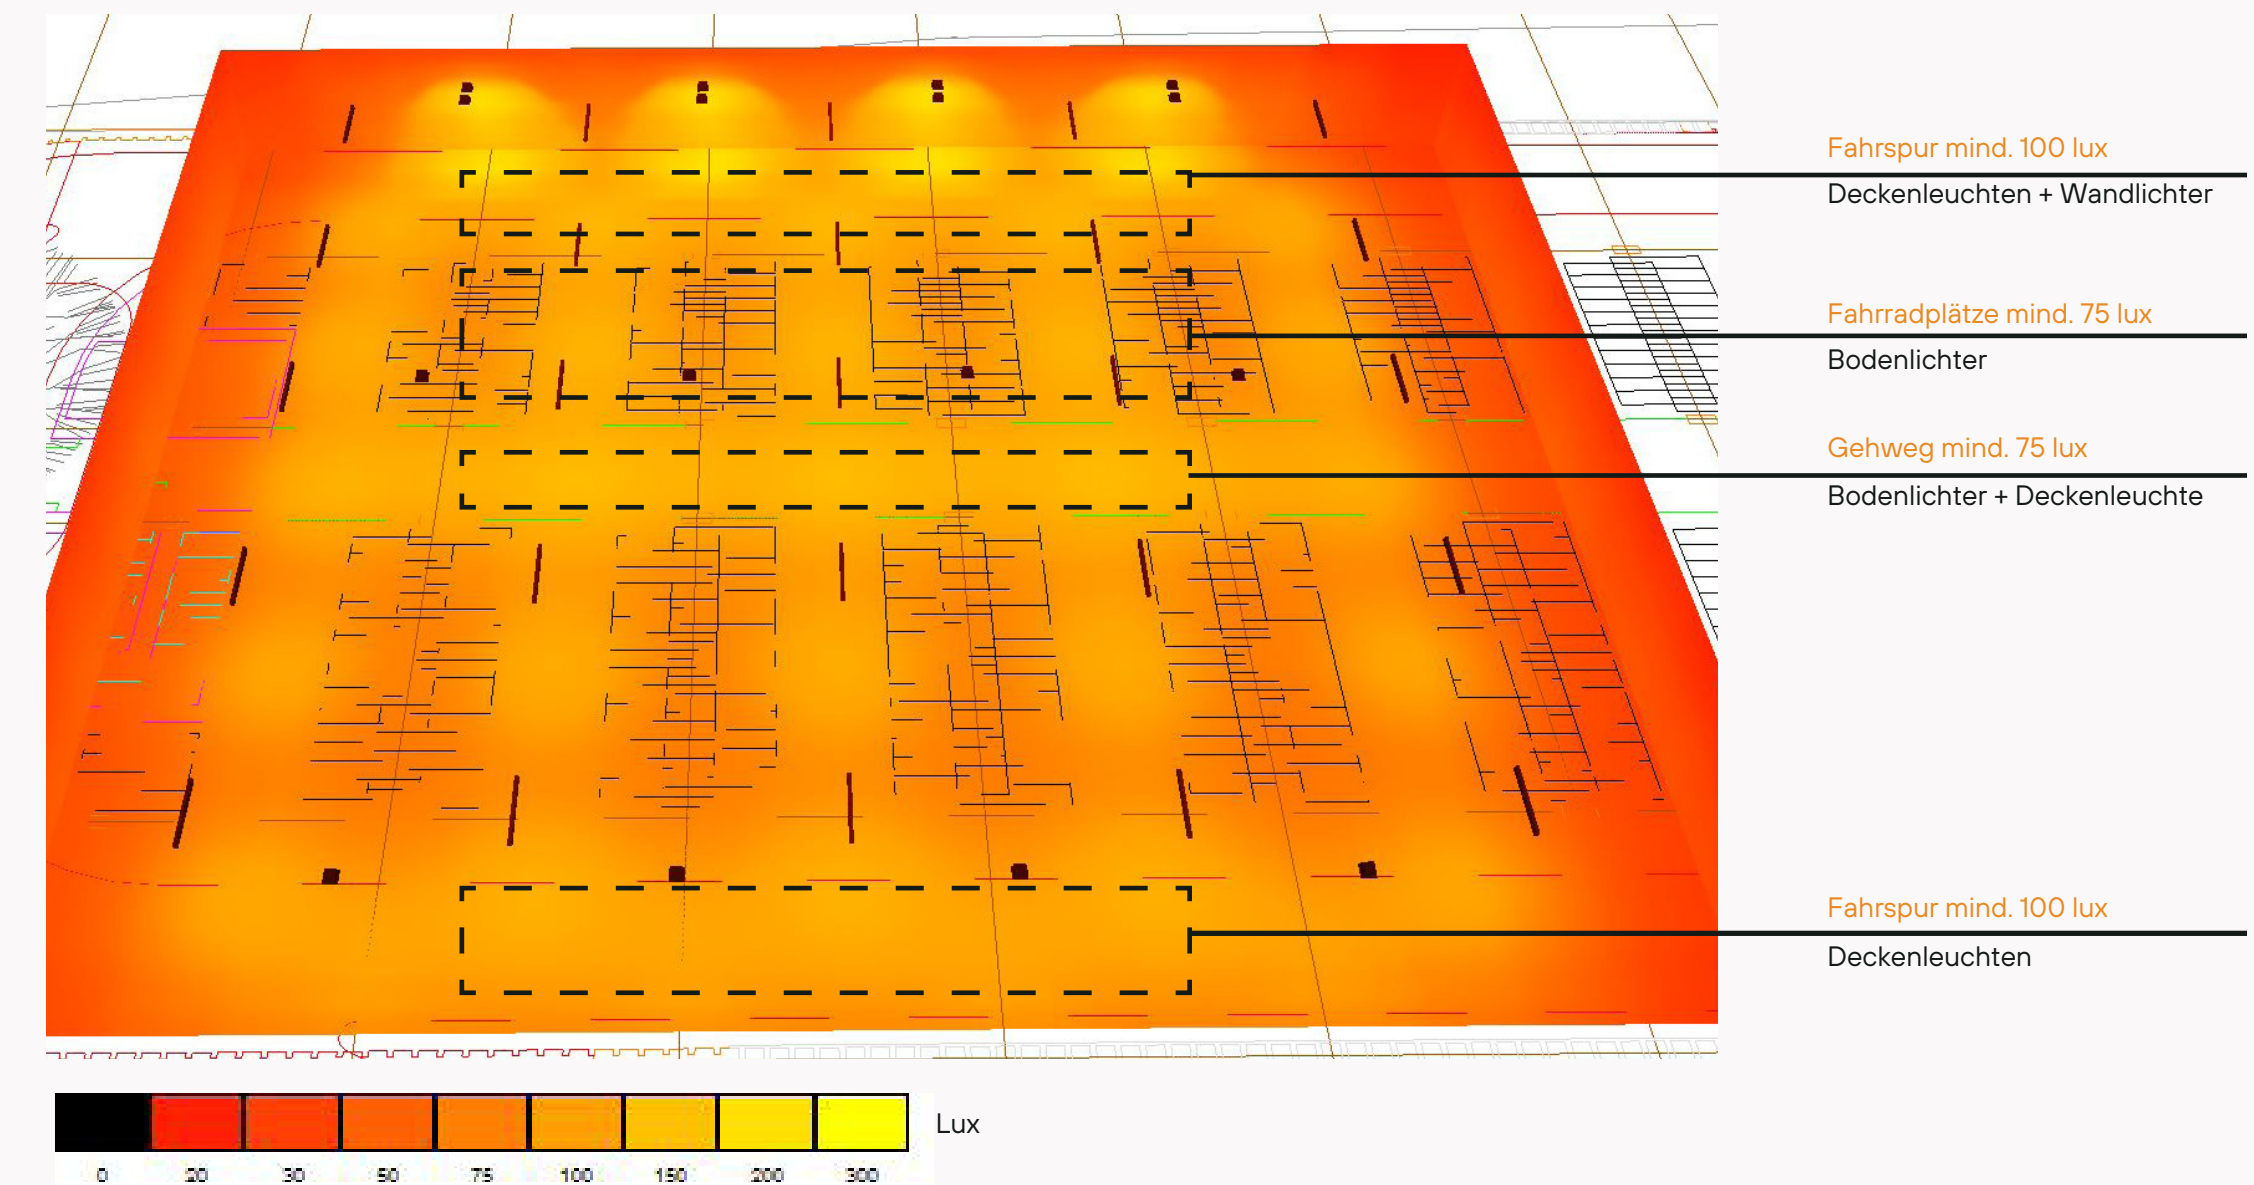 Fahrspur mind. 100 lux
Deckenleuchten + Wandlichter
Fahrradplätze mind. 75 lux
Bodenlichter
Gehweg mind. 75 lux
Bodenlichter + Deckenleuchte
Fahrspur mind. 100 lux
Deckenleuchten
Lux
0 20 30 50 75 100 150 200 300